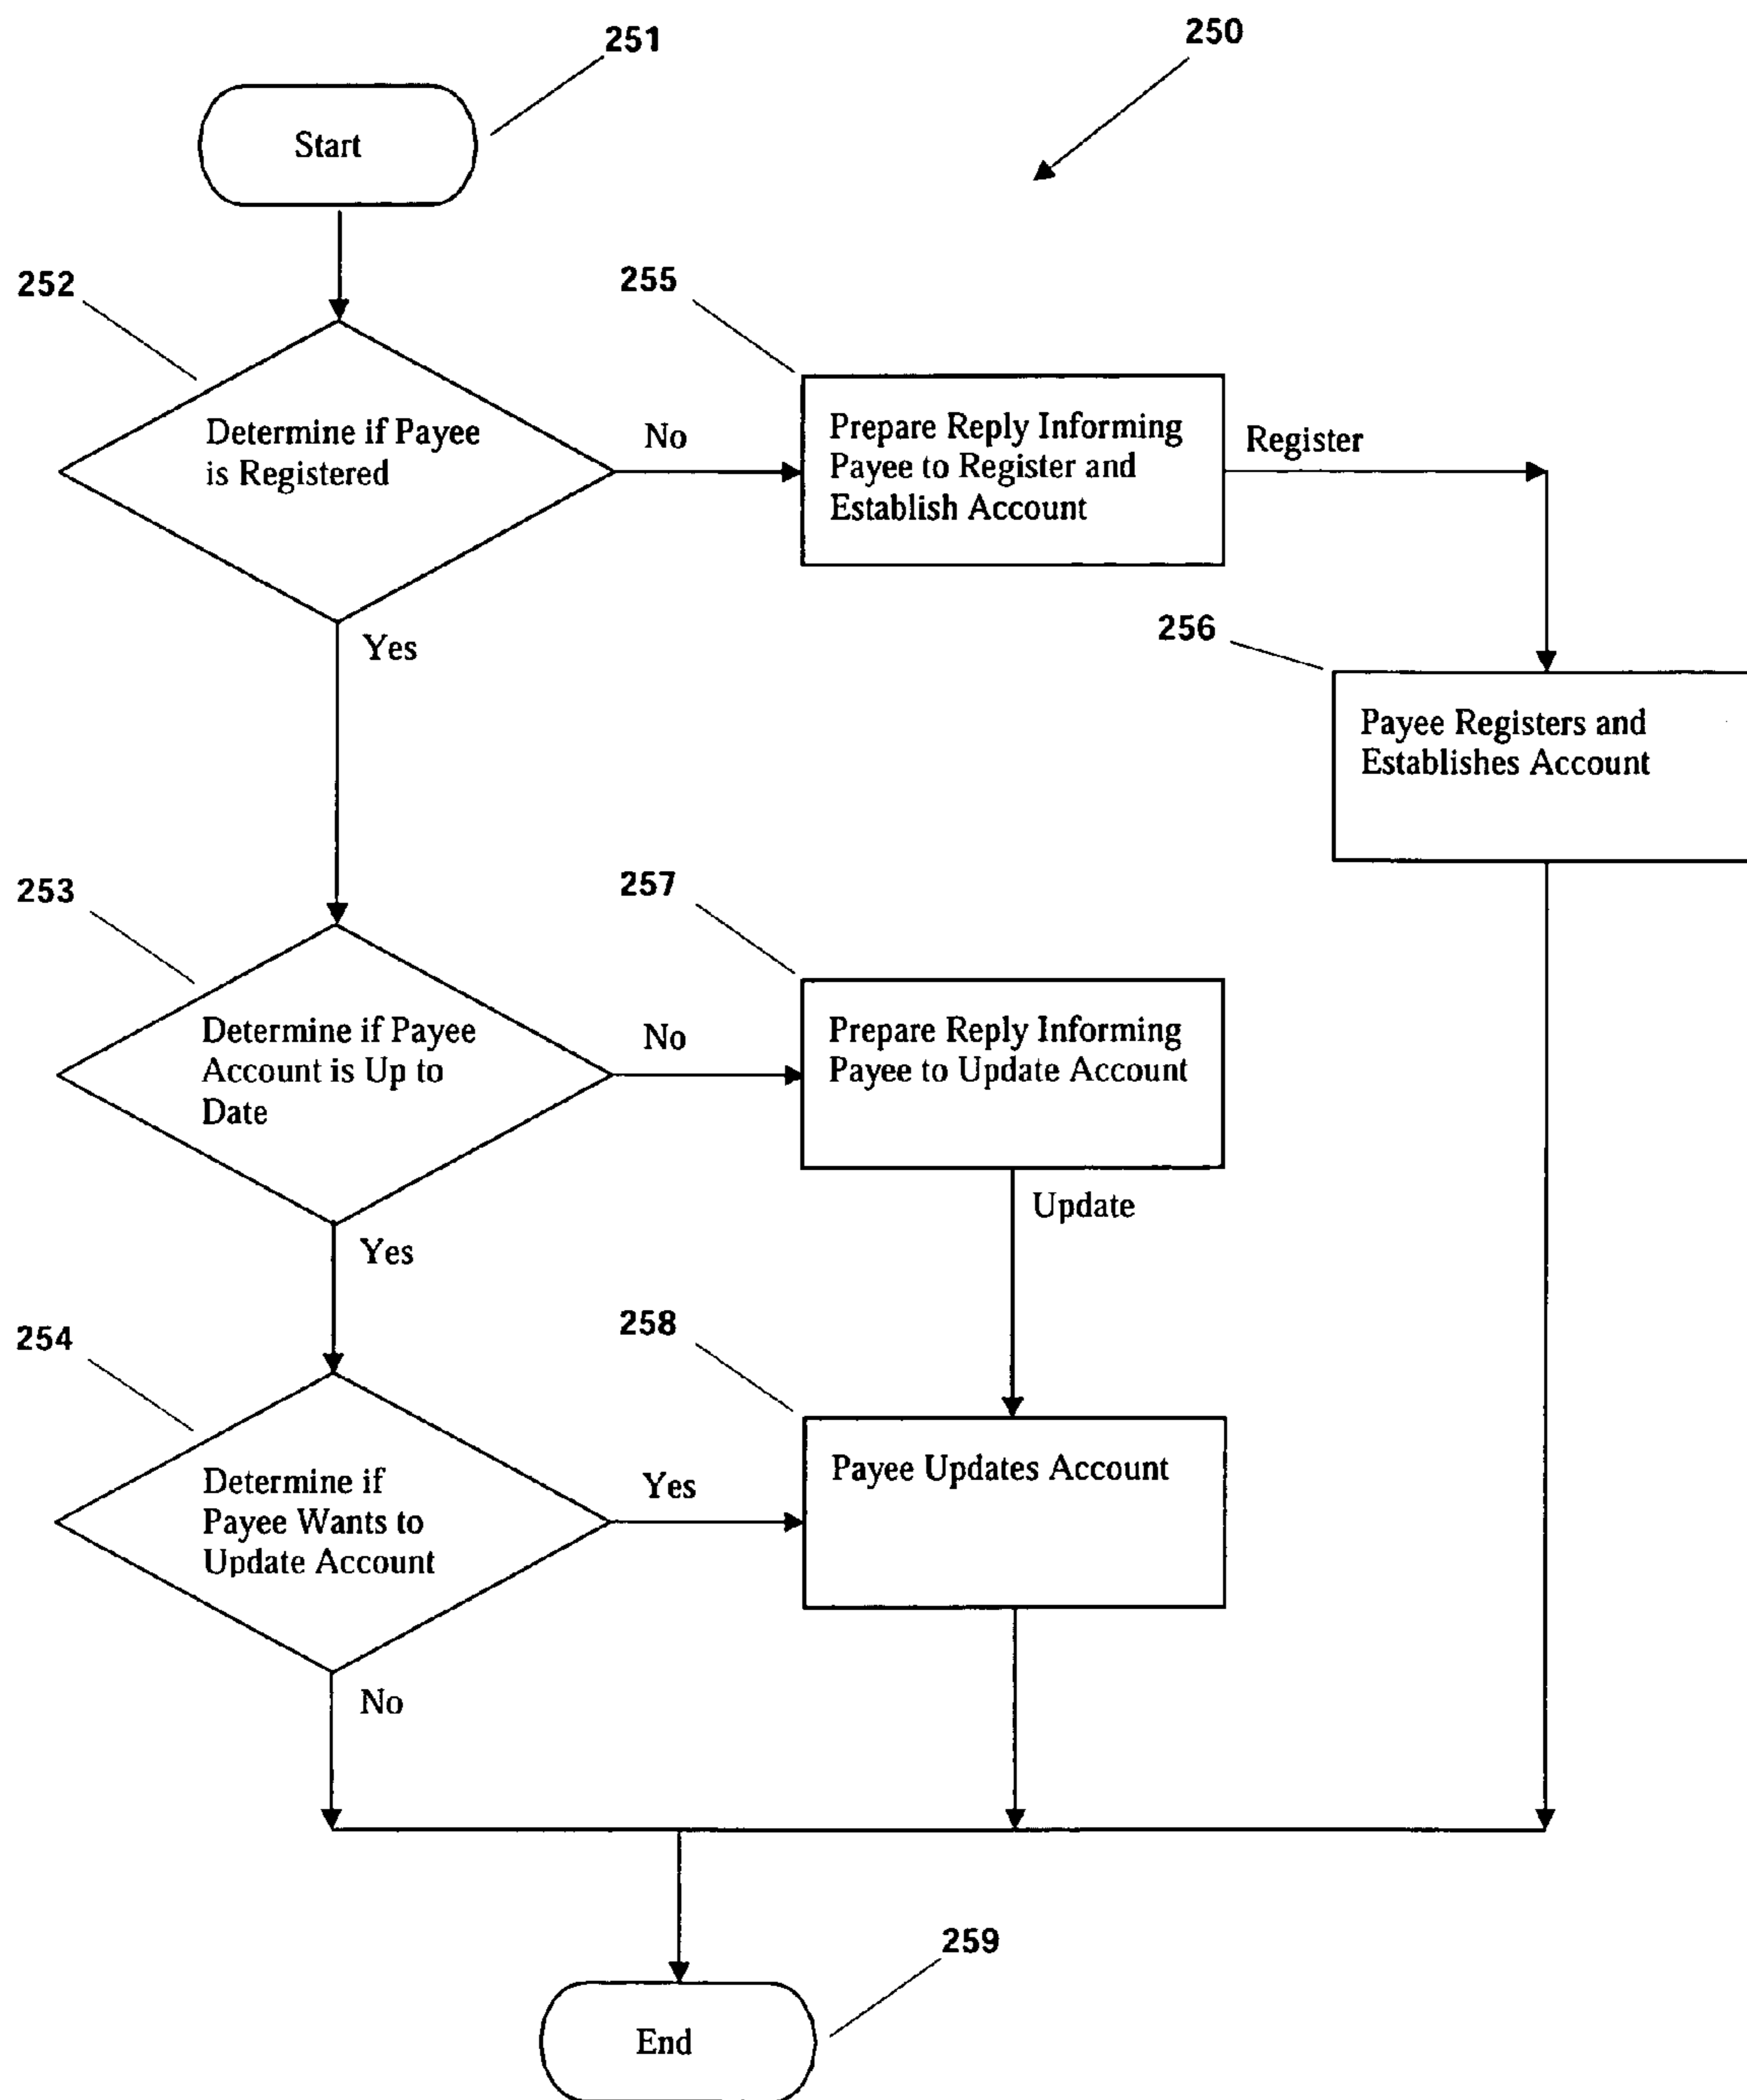 251
250
Start
252
255
Determine if Payee
is Registered
No
Prepare Reply Informing
Payee to Register and
Establish Account
Register
Yes
256
Payee Registers and
Establishes Account
253
257
Determine if Payee
Account is Up to
Date
No
Prepare Reply Informing
Payee to Update Account
Update
Yes
254
258
Determine if
Payee Wants to
Update Account
Yes
Payee Updates Account
No
259
End